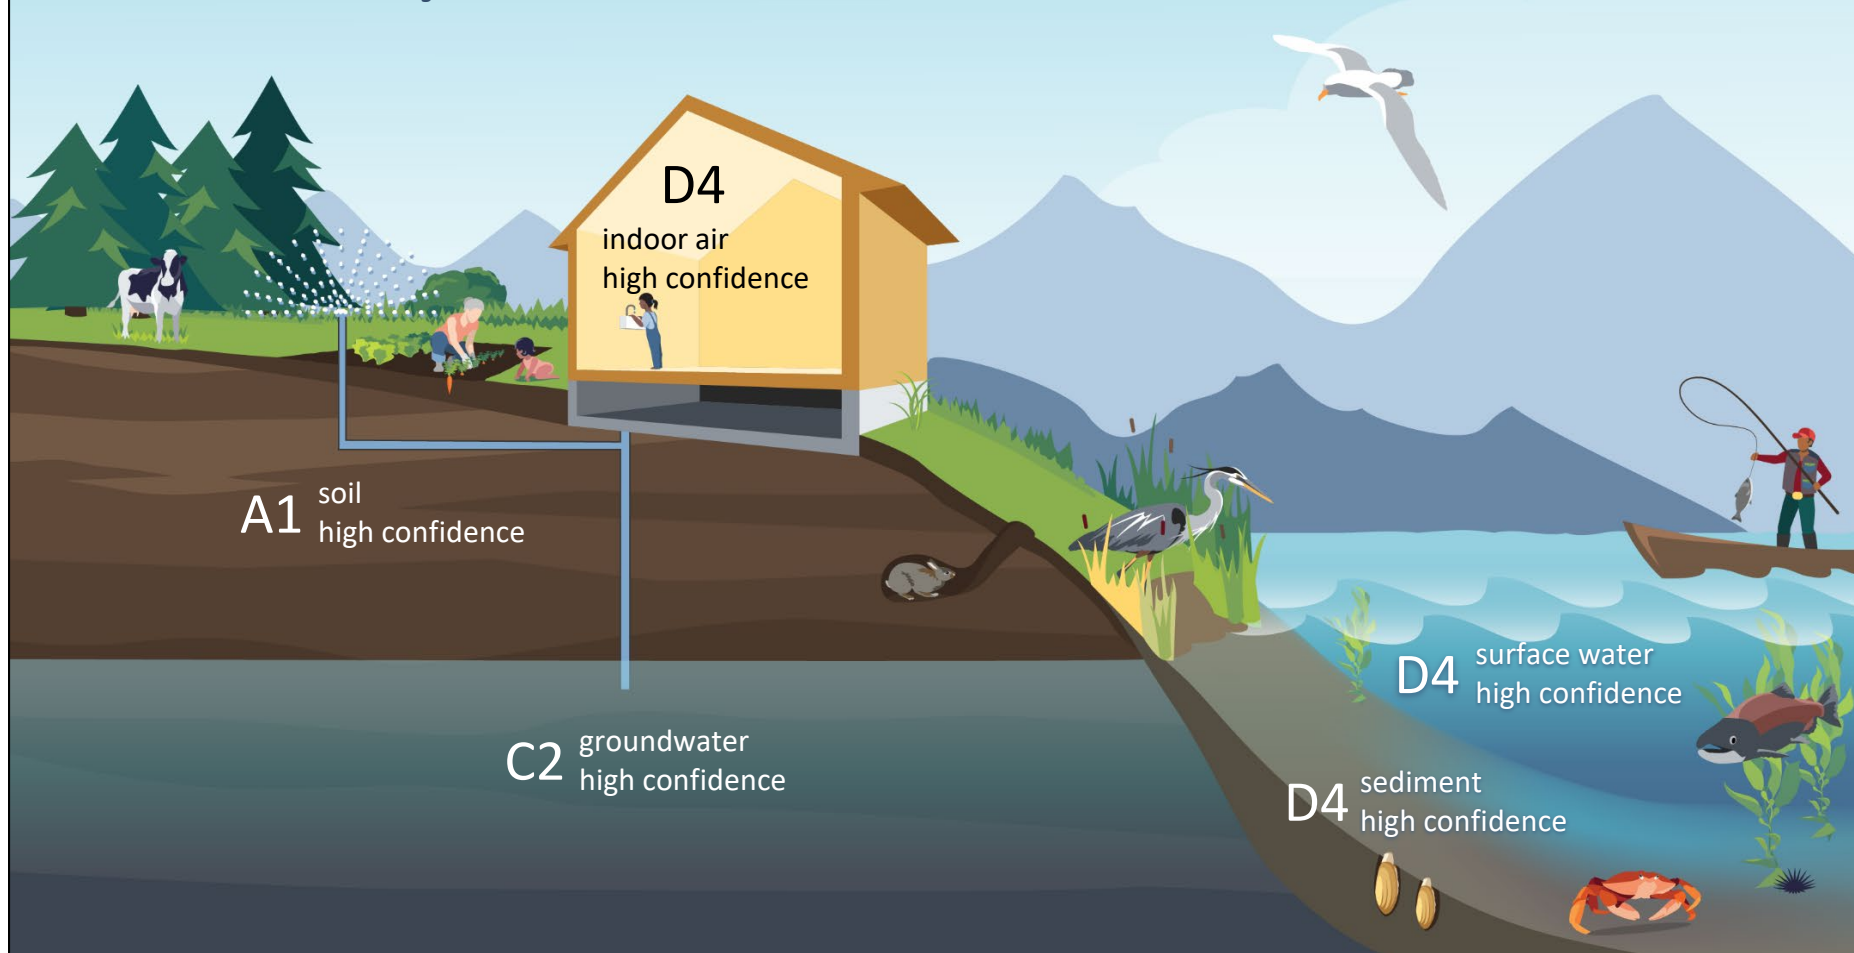 D4
indoor air
high confidence
A1 soil
high confidence
C2 groundwater
high confidence
D4 surface water
high confidence
D4 sediment
high confidence